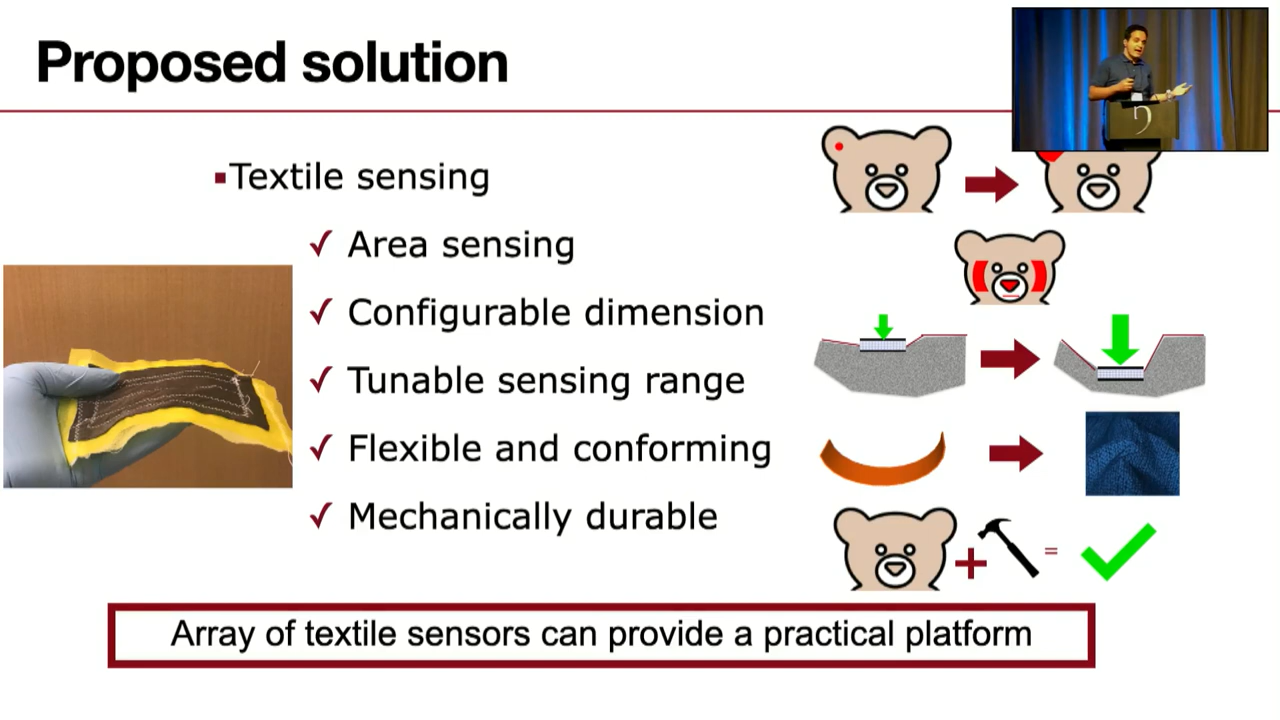 Proposed solution
Textile sensing
✓ Area sensing
✓ Configurable dimension
✓ Tunable sensing range
✓ Flexible and conforming
✓ Mechanically durable
+ =
Array of textile sensors can provide a practical platform